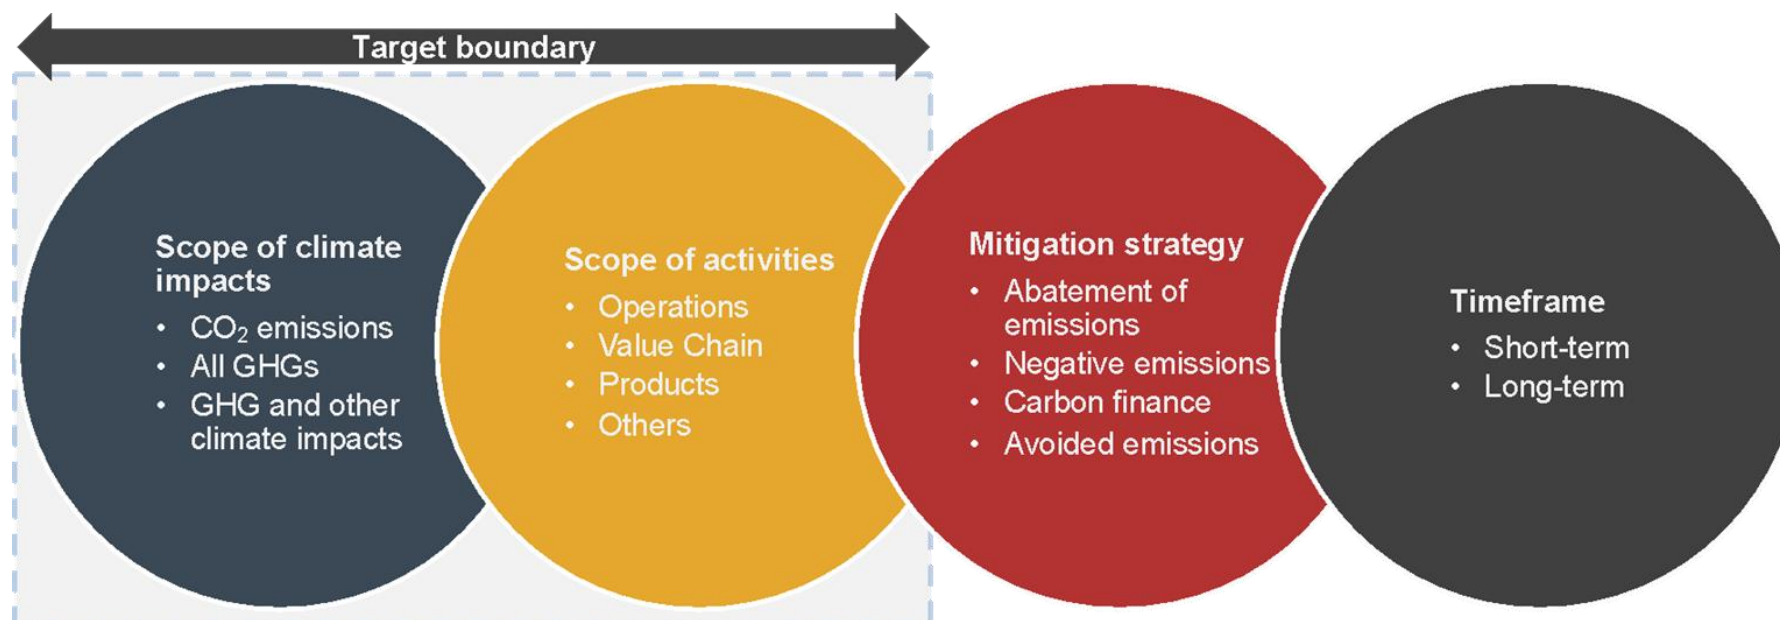 Target boundary
Scope of climate
impacts
• CO₂ emissions
• All GHGs
• GHG and other
climate impacts
Scope of activities
• Operations
• Value Chain
• Products
• Others
Mitigation strategy
• Abatement of
emissions
• Negative emissions
• Carbon finance
• Avoided emissions
Timeframe
• Short-term
• Long-term